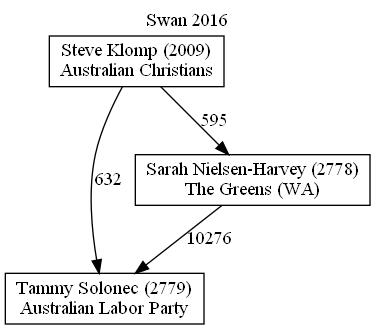 Swan 2016
Steve Klomp (2009)
Australian Christians
595
Sarah Nielsen-Harvey (2778)
The Greens (WA)
632
10276
Tammy Solonec (2779)
Australian Labor Party